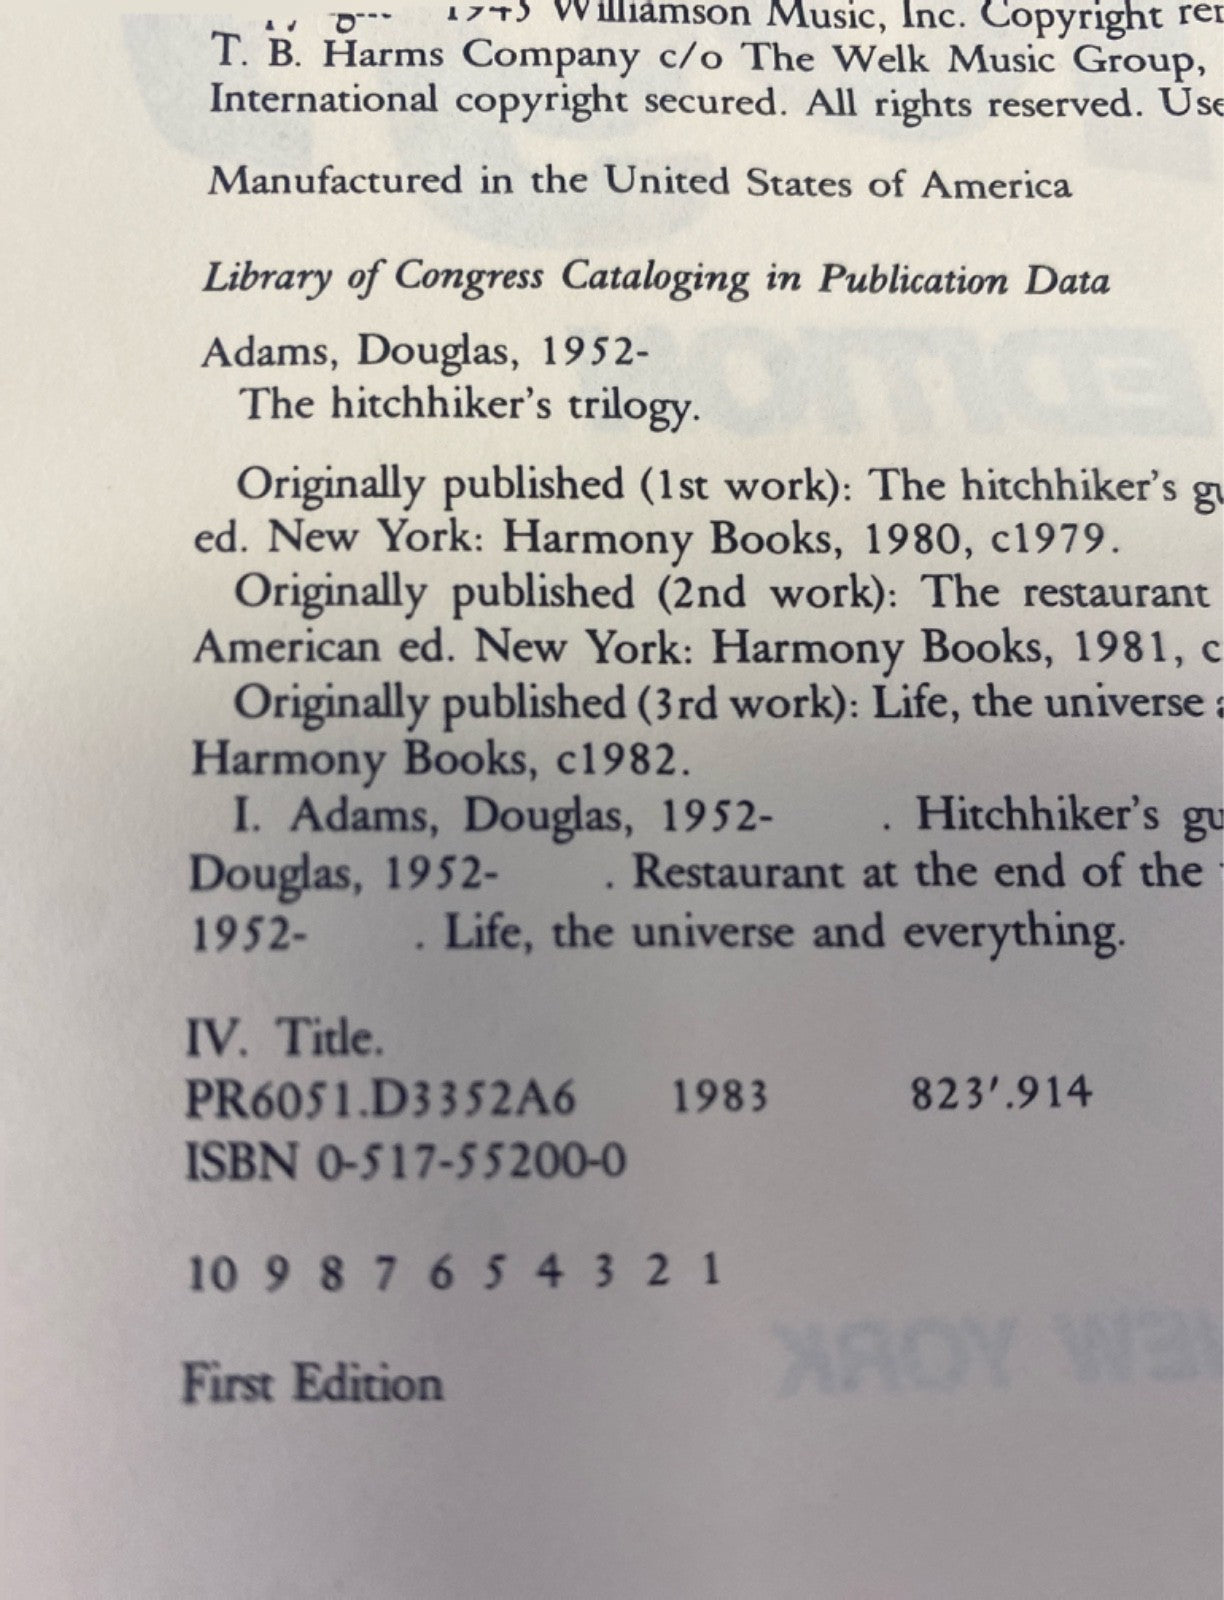 Williamson Music, Inc. Copyright
T. B. Harms Company c/o The Welk Music Group,
International copyright secured. All rights reserved.
Manufactured in the United States of America
Library of Congress Cataloging in Publication Data
Adams, Douglas, 1952-
The hitchhiker's trilogy.
Originally published (1st work): The hitchhiker's
ed. New York: Harmony Books, 1980, c1979.
Originally published (2nd work): The restaurant
American ed. New York: Harmony Books, 1981, c
Originally published (3rd work): Life, the universe
Harmony Books, c1982.
I. Adams, Douglas, 1952- . Hitchhiker's
Douglas, 1952- . Restaurant at the end of the
1952- . Life, the universe and everything.
IV. Title.
PR6051.D3352A6 1983 823'.914
ISBN 0-517-55200-0
10 9 8 7 6 5 4 3 2 1
NEW YORK
First Edition